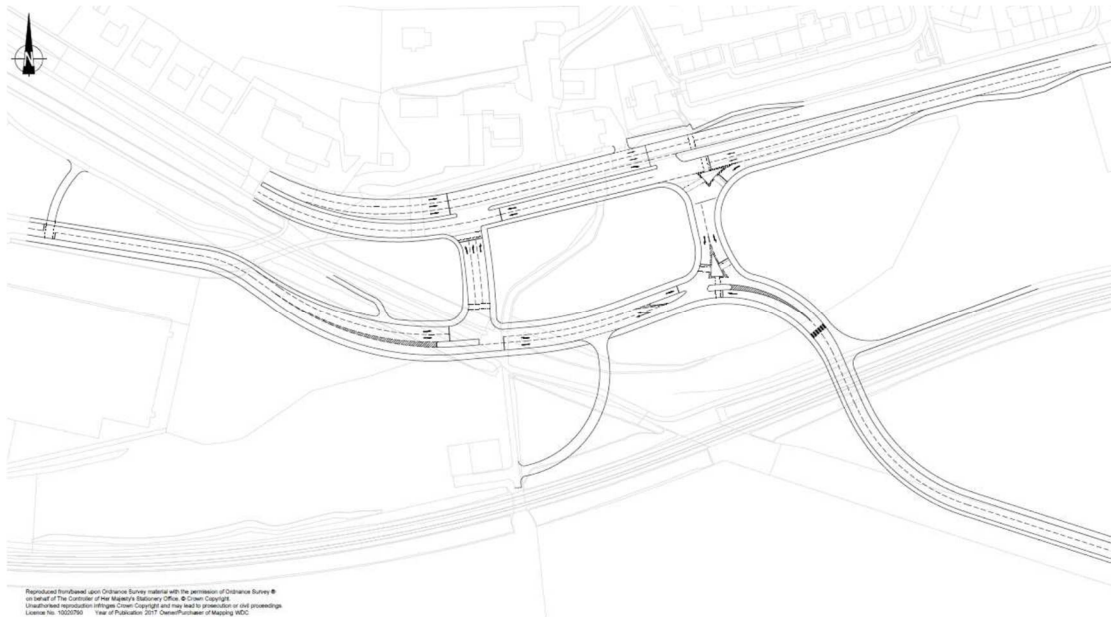 N
Reproduced from/based upon Ordnance Survey material with the permission of Ordnance Survey ®
on behalf of The Controller of Her Majesty's Stationery Office. © Crown Copyright.
Unauthorised reproduction infringes Crown Copyright and may lead to prosecution or civil proceedings
Licence No. 10020790 Year of Publication 2017 Owner/Purchaser of Mapping WDC